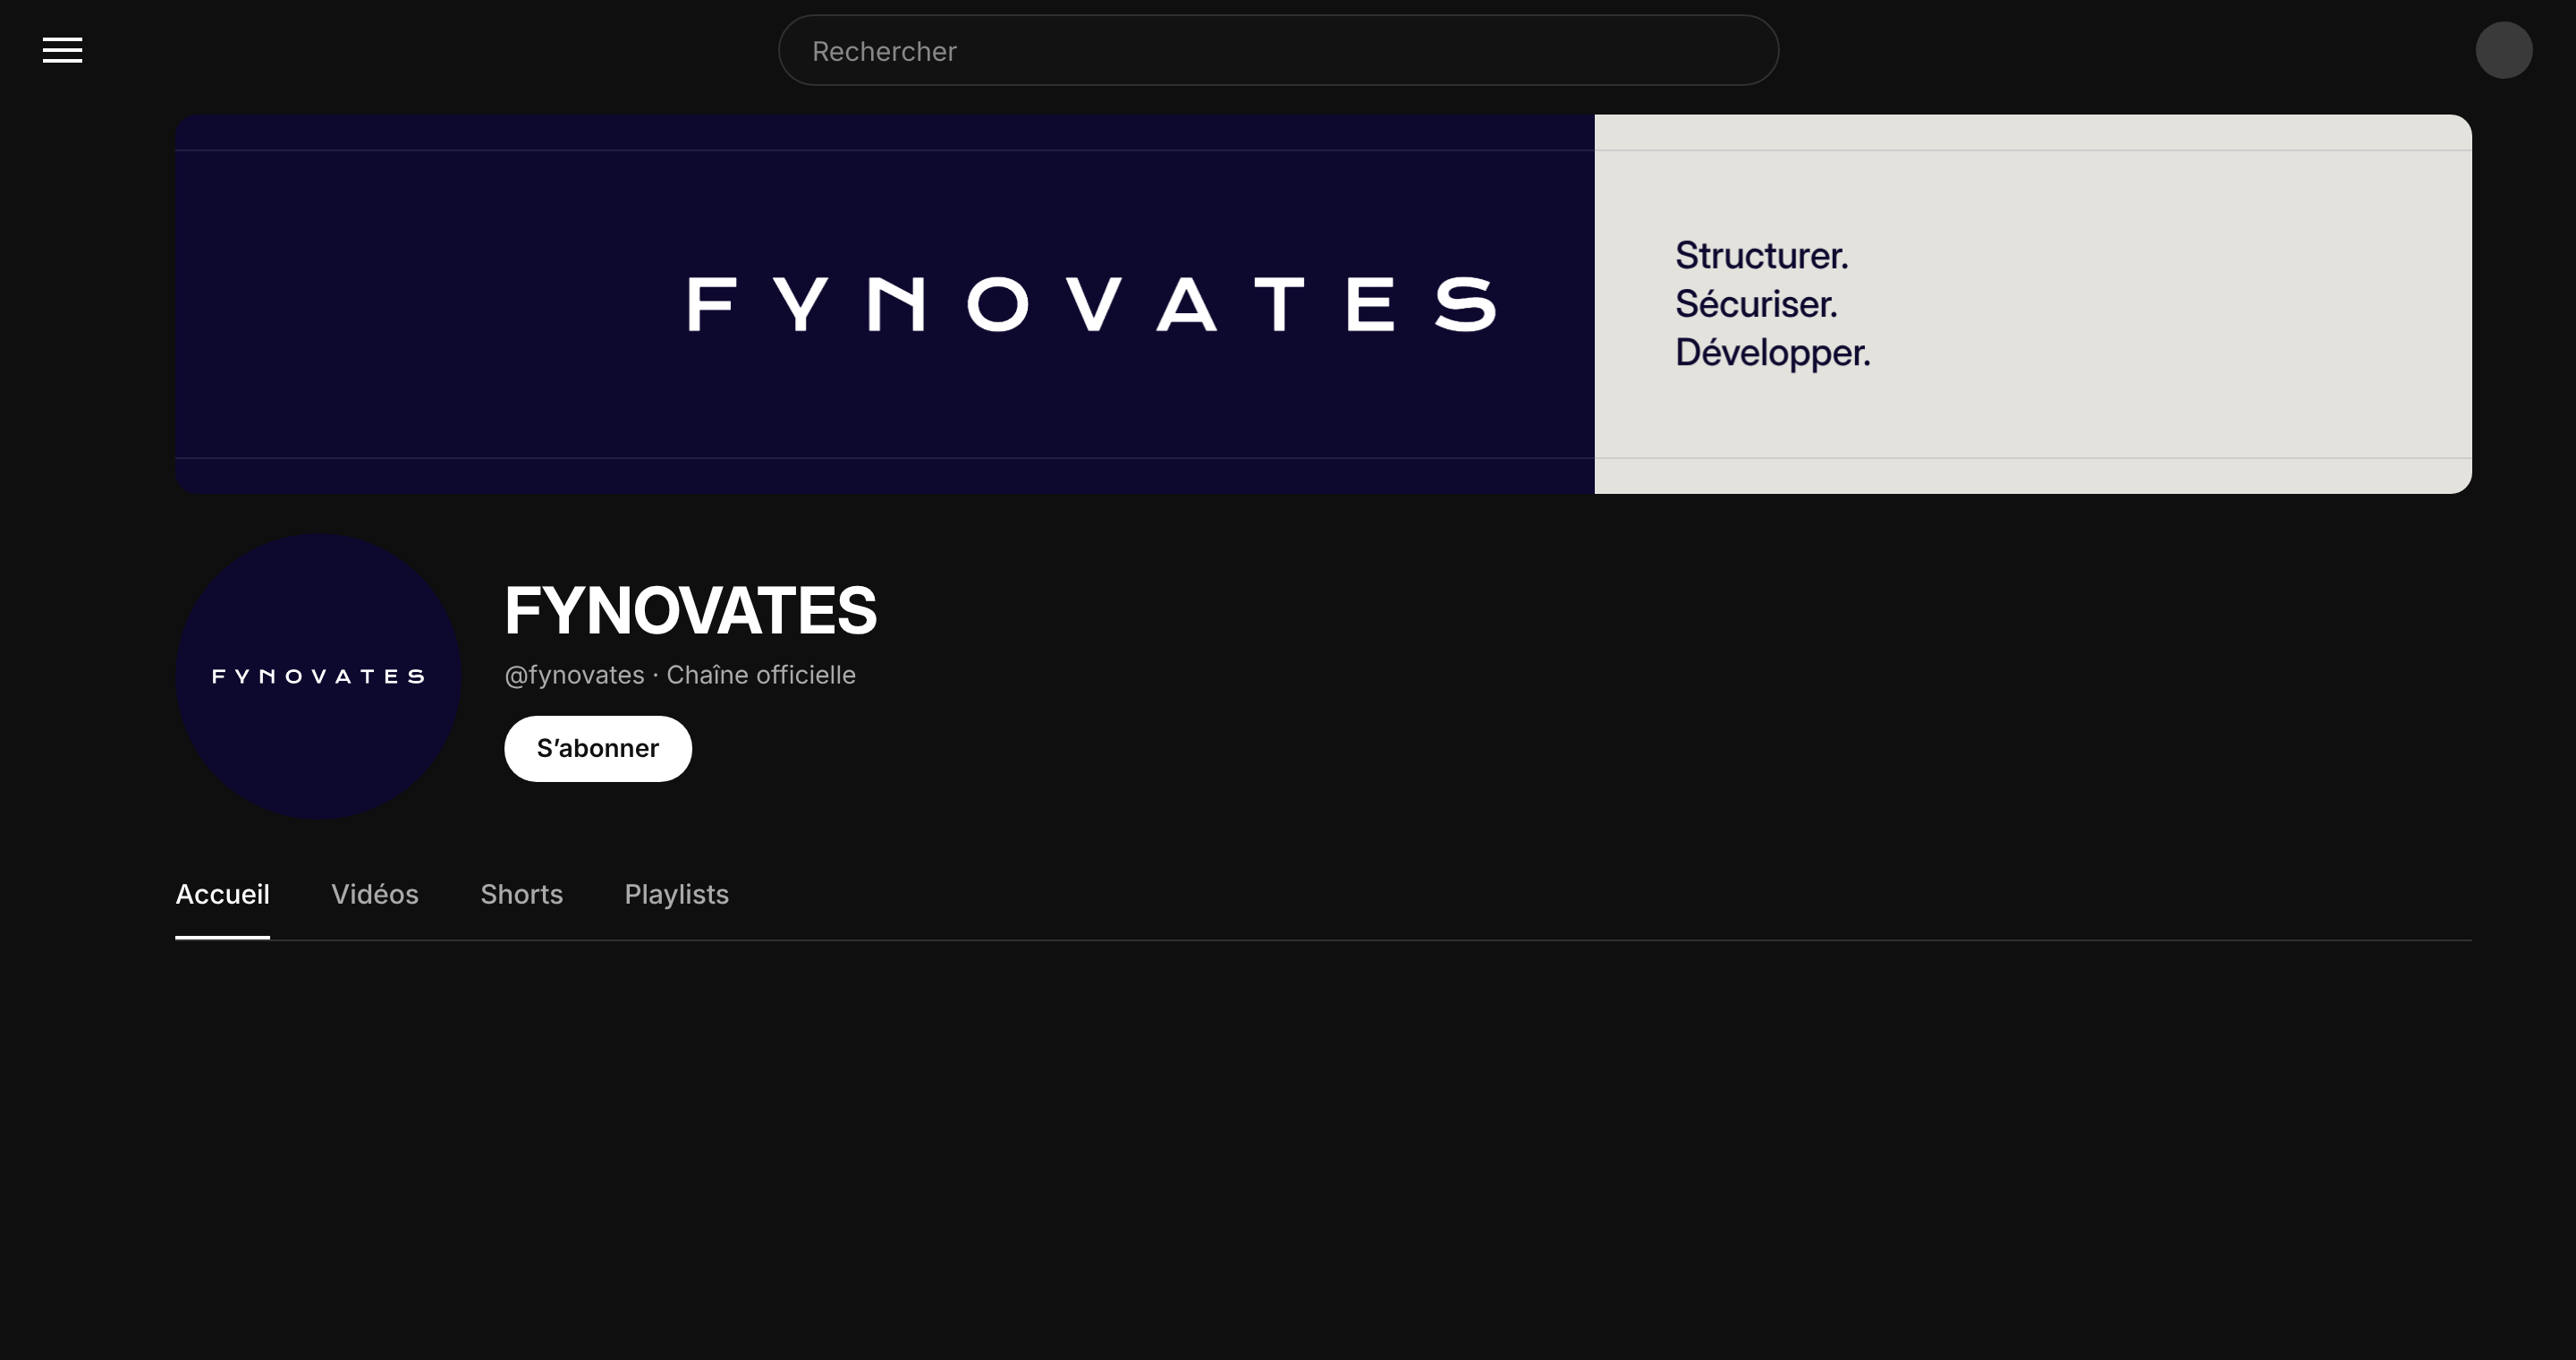 Rechercher
FYNOVATES
Structurer.
Sécuriser.
Développer.
FYNOVATES
FYNOVATES
@fynovates · Chaîne officielle
S’abonner
Accueil Vidéos Shorts Playlists